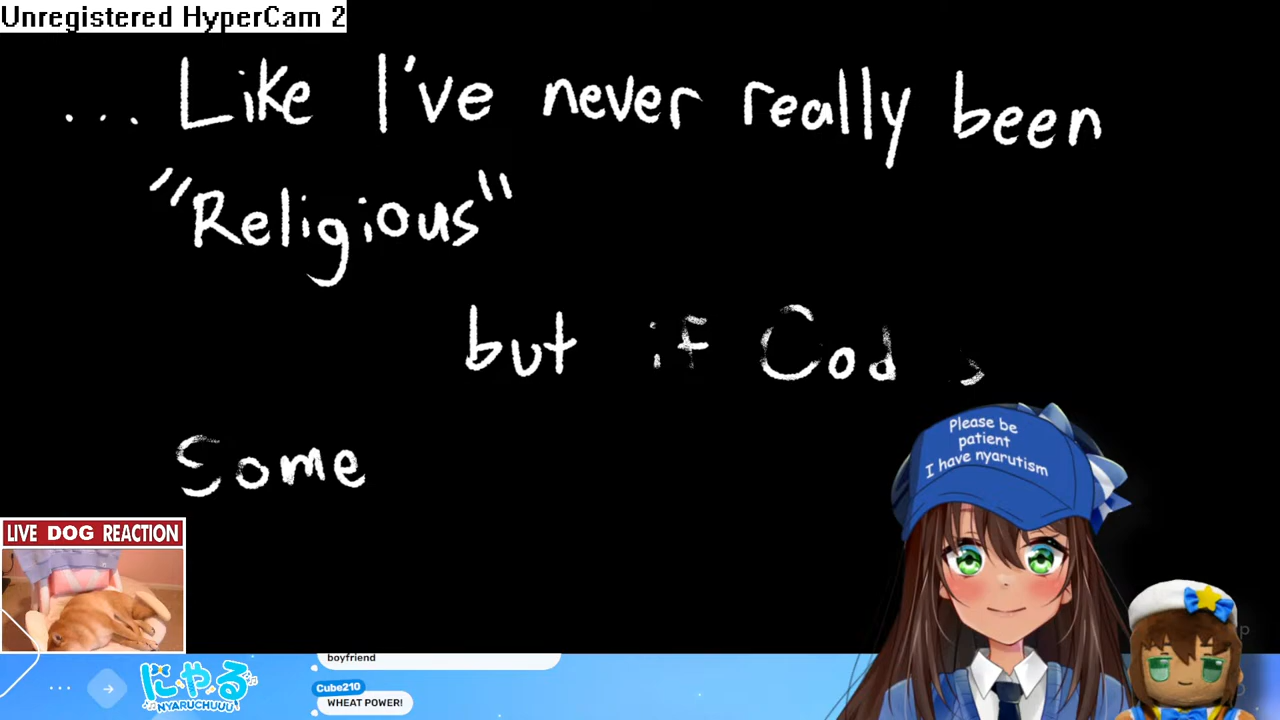 Unregistered HyperCam 2
... Like I've never really been
"Religious"
but if God
Some
Please be
patient
I have nyarutism
LIVE DOG REACTION
にゃる
NYARUCHUUU
boyfriend
Cube210
WHEAT POWER!